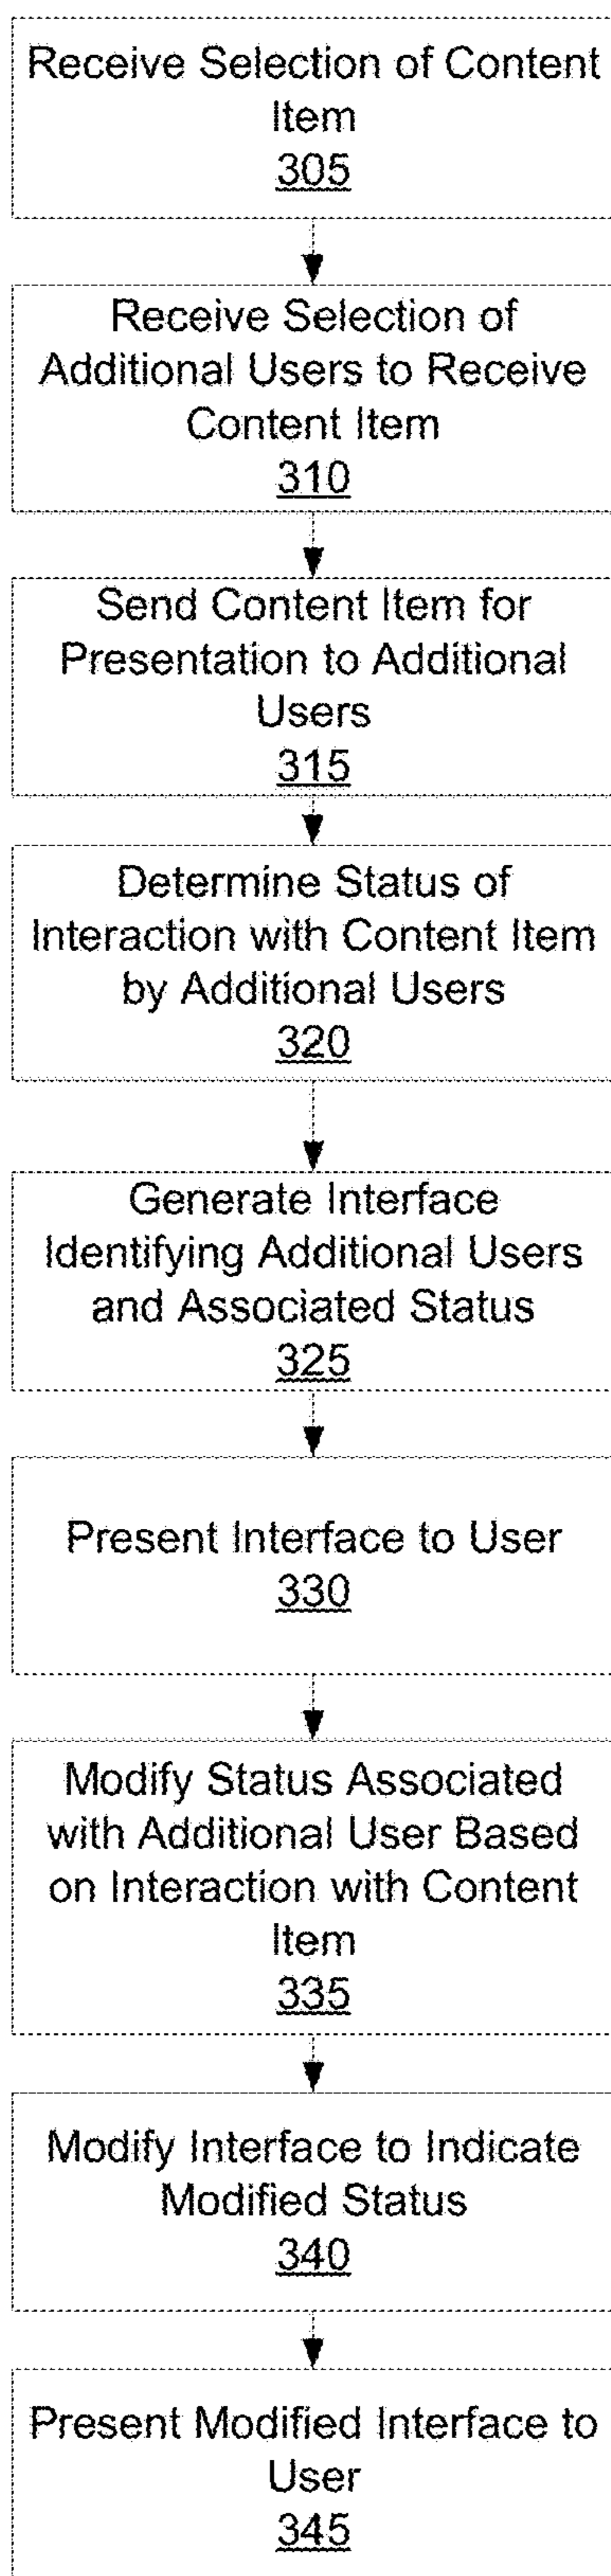 Receive Selection of Content
Item
305
Receive Selection of
Additional Users to Receive
Content Item
310
Send Content Item for
Presentation to Additional
Users
315
Determine Status of
Interaction with Content Item
by Additional Users
320
Generate Interface
Identifying Additional Users
and Associated Status
325
Present Interface to User
330
Modify Status Associated
with Additional User Based
on Interaction with Content
Item
335
Modify Interface to Indicate
Modified Status
340
Present Modified Interface to
User
345